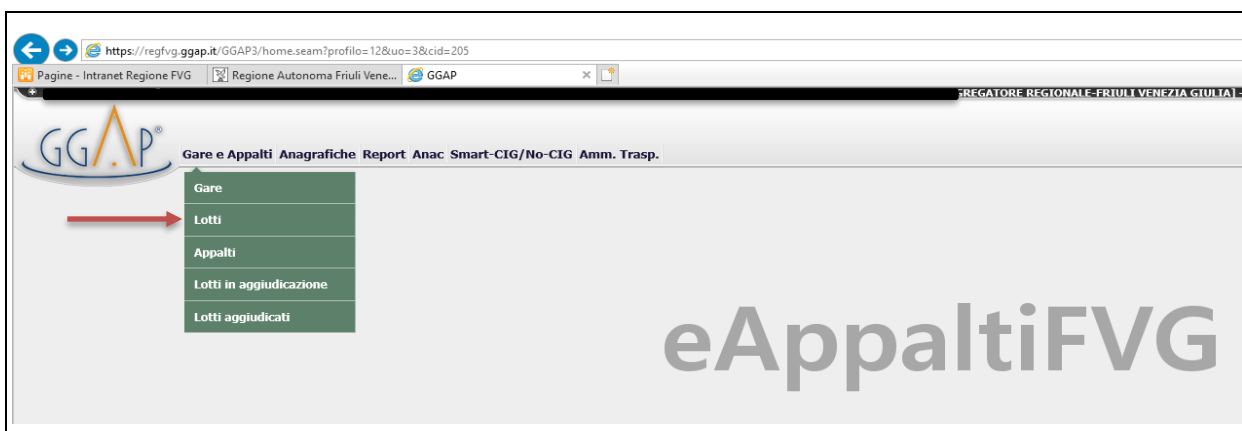 https://regfvg.ggap.it/GGAP3/home.seam?profilo=12&uo=3&cid=205
Pagine - Intranet Regione FVG Regione Autonoma Friuli Vene... GGAP
GREGATORE REGIONALE-FRIULI VENEZIA GIULIA] -
GGAP®
Gare e Appalti Anagrafiche Report Anac Smart-CIG/No-CIG Amm. Trasp.
Gare
Lotti
Appalti
Lotti in aggiudicazione
Lotti aggiudicati
eAppaltiFVG